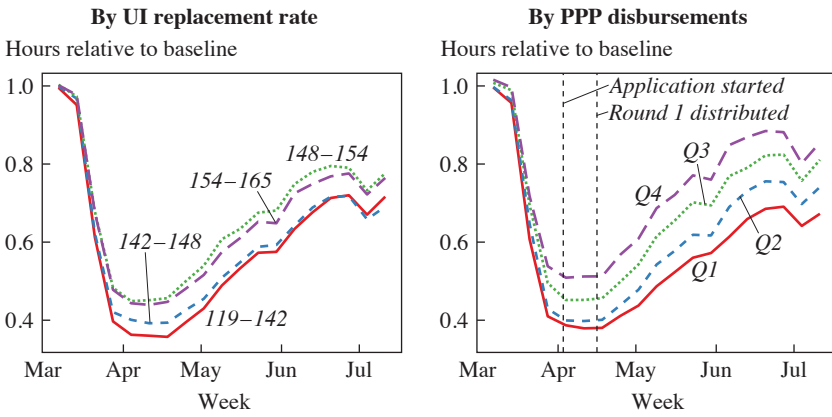 By UI replacement rate
Hours relative to baseline
1.0
0.8
0.6
0.4
148–154
154–165
142–148
119–142
Mar Apr May Jun Jul
Week
By PPP disbursements
Hours relative to baseline
1.0
0.8
0.6
0.4
Application started
Round 1 distributed
Q3
Q4
Q2
Q1
Mar Apr May Jun Jul
Week